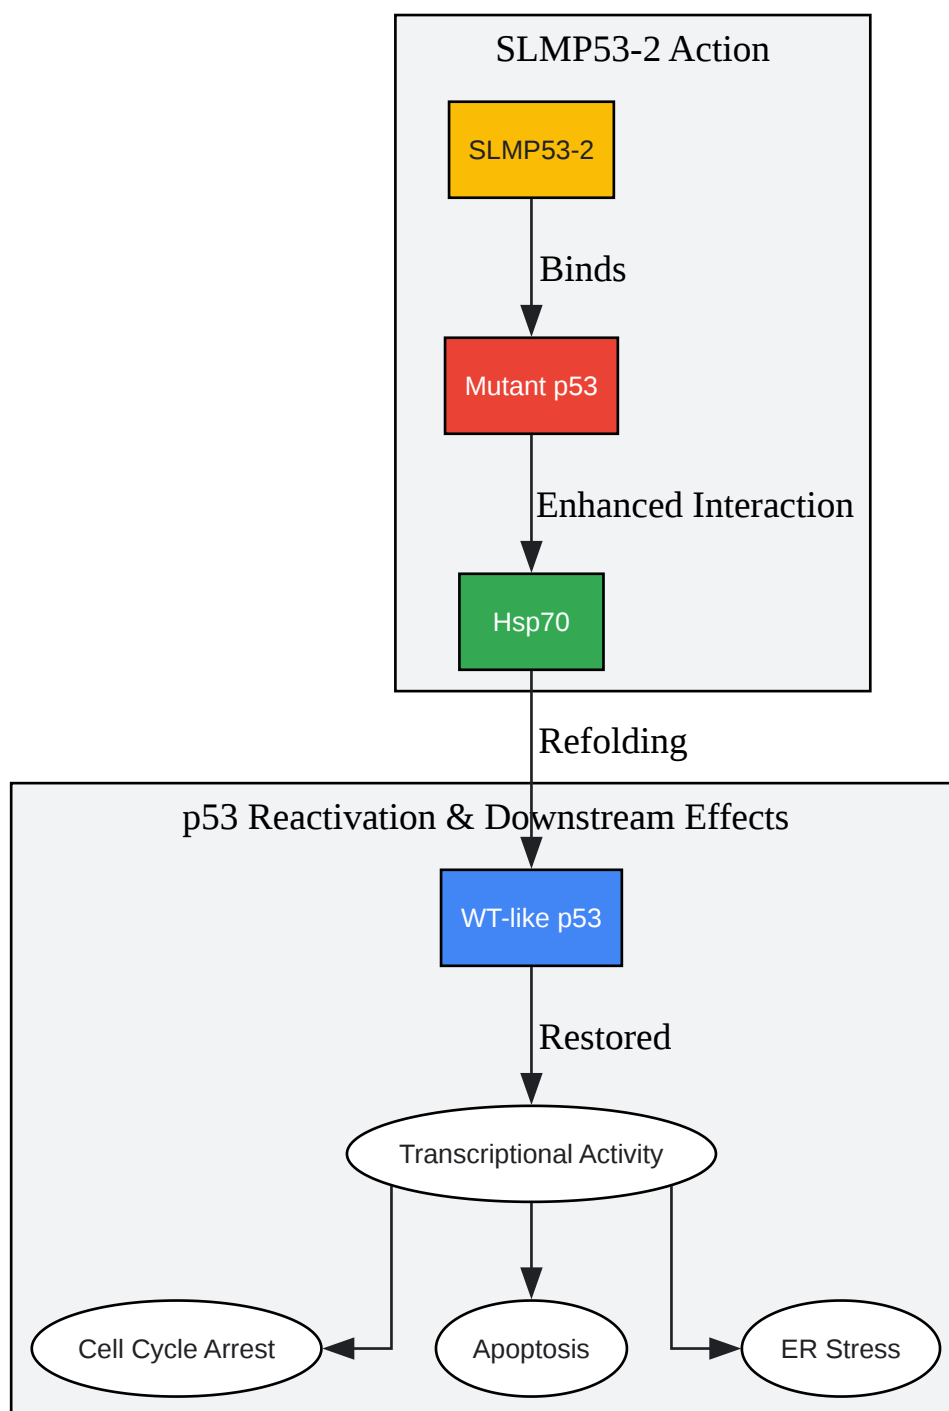 SLMP53-2 Action
SLMP53-2
Binds
Mutant p53
Enhanced Interaction
Hsp70
Refolding
p53 Reactivation & Downstream Effects
WT-like p53
Restored
Transcriptional Activity
Cell Cycle Arrest
Apoptosis
ER Stress